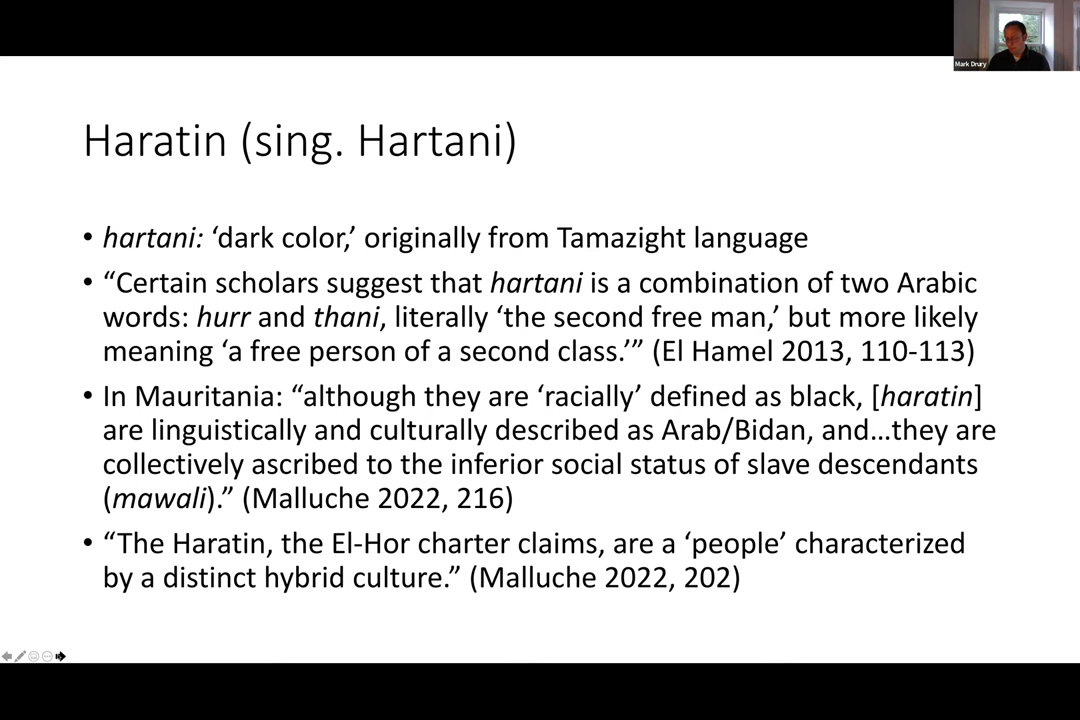 Mark Drury
Haratin (sing. Hartani)
• hartani: ‘dark color,’ originally from Tamazight language
• “Certain scholars suggest that hartani is a combination of two Arabic
words: hurr and thani, literally ‘the second free man,’ but more likely
meaning ‘a free person of a second class.’” (El Hamel 2013, 110-113)
• In Mauritania: “although they are ‘racially’ defined as black, [haratin]
are linguistically and culturally described as Arab/Bidan, and…they are
collectively ascribed to the inferior social status of slave descendants
(mawali).” (Malluche 2022, 216)
• “The Haratin, the El-Hor charter claims, are a ‘people’ characterized
by a distinct hybrid culture.” (Malluche 2022, 202)